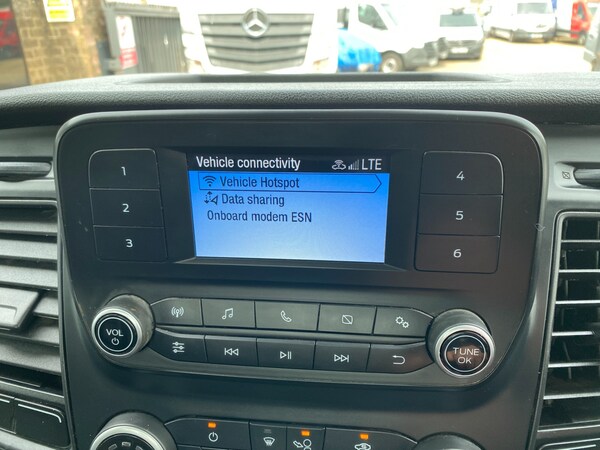 Vehicle connectivity LTE
Vehicle Hotspot
Data sharing
Onboard modem ESN
1
2
3
4
5
6
VOL
TUNE
OK